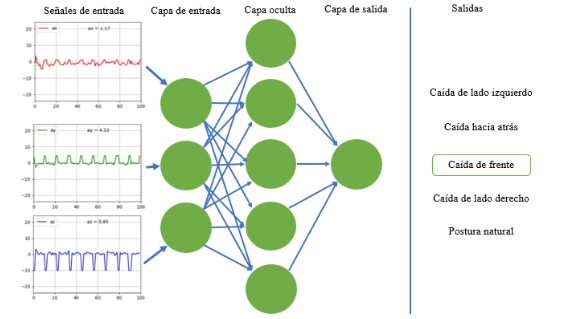 Señales de entrada
Capa de entrada
Capa oculta
Capa de salida
Salidas
ax
ax = 1.17
20
10
0
−10
−20
0
20
40
60
80
100
ay
ay = 4.53
20
10
0
−10
−20
0
20
40
60
80
100
az
az = 0.85
20
10
0
−10
−20
0
20
40
60
80
100
Caída de lado izquierdo
Caída hacia atrás
Caída de frente
Caída de lado derecho
Postura natural